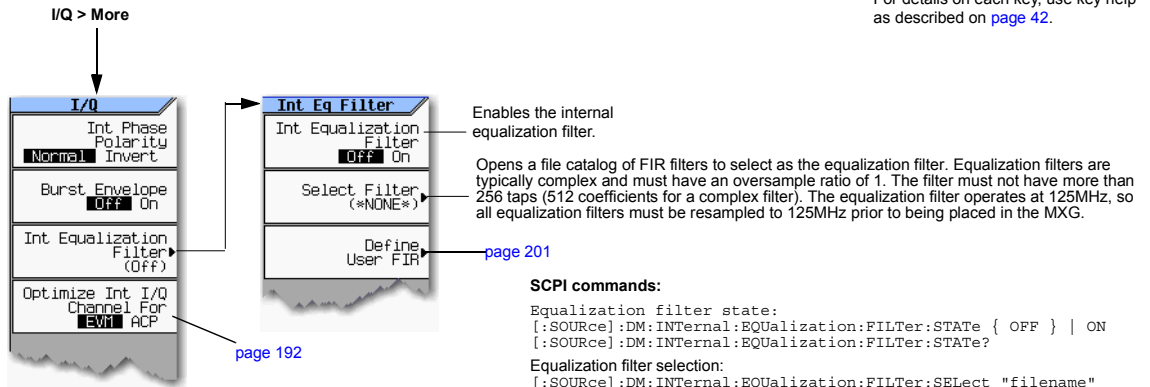 For details on each key, use key help
as described on page 42.
I/Q > More
I/Q
Int Phase
Polarity
Normal Invert
Burst Envelope
Off On
Int Equalization
Filter
(Off)
Optimize Int I/Q
Channel For
EVM ACP
page 192
Int Eq Filter
Int Equalization
Filter
Off On
Select Filter
(*NONE*)
Define
User FIR
Enables the internal
equalization filter.
Opens a file catalog of FIR filters to select as the equalization filter. Equalization filters are
typically complex and must have an oversample ratio of 1. The filter must not have more than
256 taps (512 coefficients for a complex filter). The equalization filter operates at 125MHz, so
all equalization filters must be resampled to 125MHz prior to being placed in the MXG.
page 201
SCPI commands:
Equalization filter state:
[:SOURce]:DM:INTernal:EQUalization:FILTer:STATe { OFF } | ON
[:SOURce]:DM:INTernal:EQUalization:FILTer:STATe?
Equalization filter selection:
[:SOURce]:DM:INTernal:EQUalization:FILTer:SELect "filename"